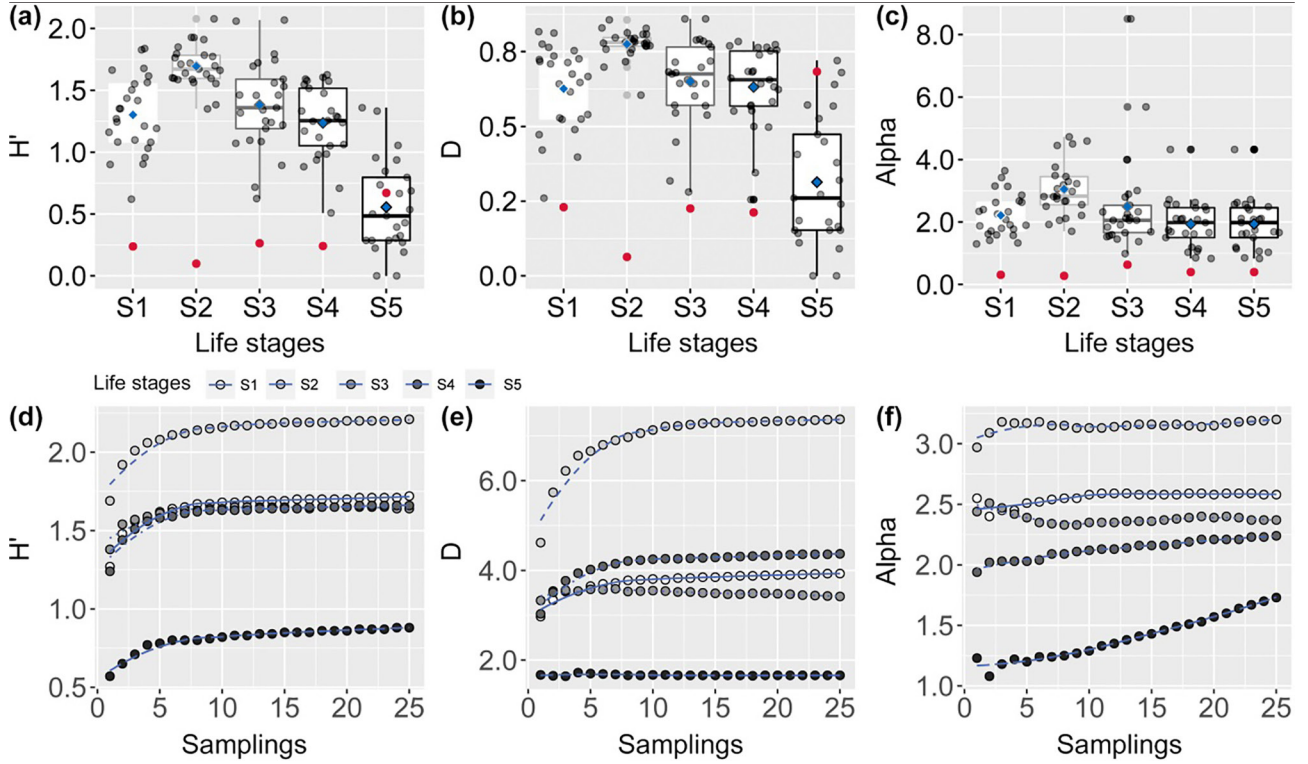 (a)
H'
2.0
1.5
1.0
0.5
0.0
S1 S2 S3 S4 S5
Life stages
(b)
D
0.8
0.5
0.2
0.0
S1 S2 S3 S4 S5
Life stages
(c)
Alpha
8.0
6.0
4.0
2.0
0.0
S1 S2 S3 S4 S5
Life stages
Life stages S1 S2 S3 S4 S5
(d)
H'
2.0
1.5
1.0
0.5
0 5 10 15 20 25
Samplings
(e)
D
6.0
4.0
2.0
0 5 10 15 20 25
Samplings
(f)
Alpha
3.0
2.5
2.0
1.5
1.0
0 5 10 15 20 25
Samplings